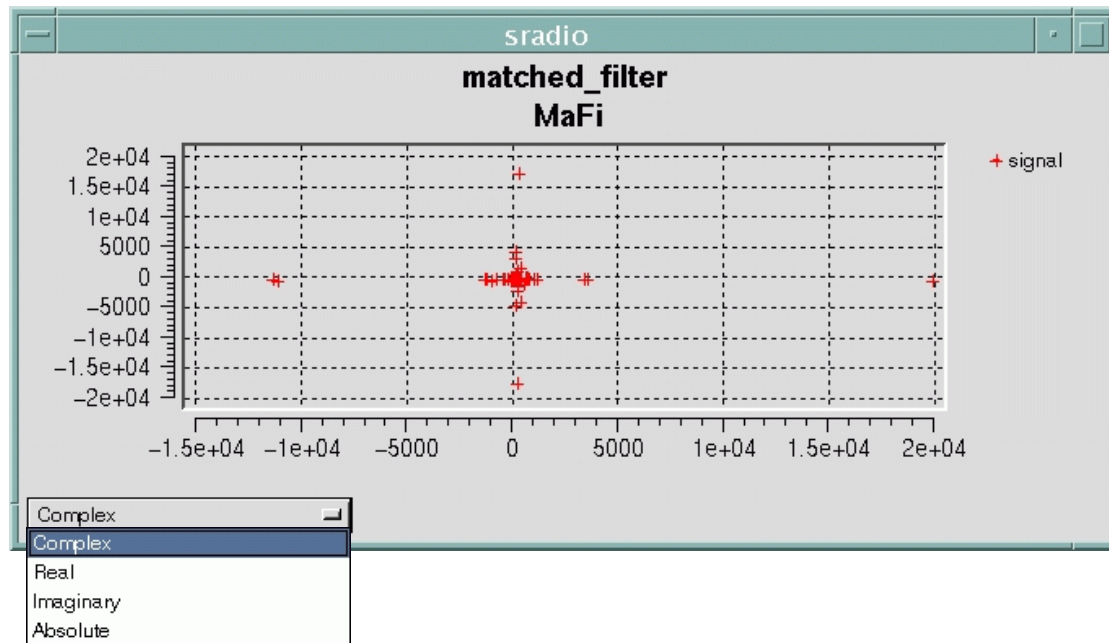 sradio
matched_filter
MaFi
2e+04
1.5e+04
1e+04
5000
0
-5000
-1e+04
-1.5e+04
-2e+04
signal
-1.5e+04 -1e+04 -5000 0 5000 1e+04 1.5e+04 2e+04
Complex
Complex
Real
Imaginary
Absolute